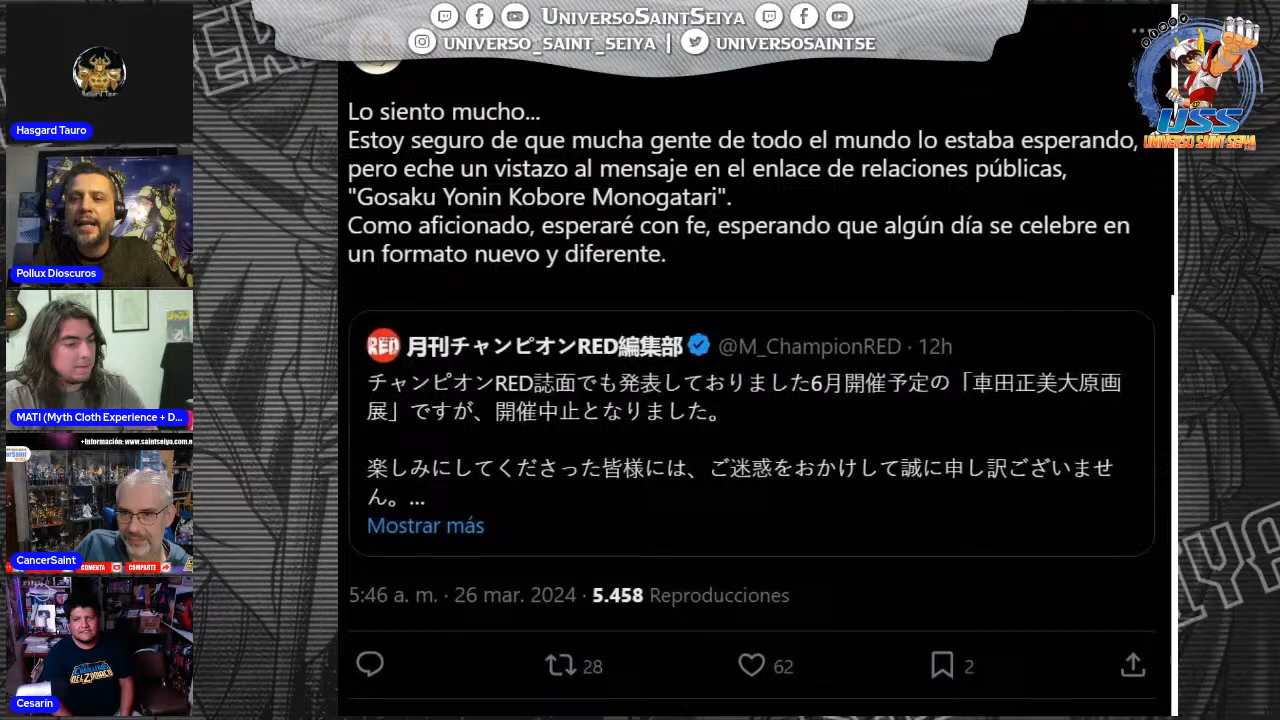 UniversoSaintSeiya
universo_saint_seiya | universosaintse
USS
UNIVERSO SAINT SEIYA
Hasgard Tauro
Pollux Dioscuros
MATI (Myth Cloth Experience + D...
+Información: www.saintseiya.com.e
CancerSaint
COMENTA
COMPARTE
Cesarin
Lo siento mucho...
Estoy seguro de que mucha gente de todo el mundo lo estaba esperando,
pero eche un vistazo al mensaje en el enlace de relaciones públicas,
"Gosaku Yonin Kobore Monogatari".
Como aficionado, esperaré con fe, esperando que algún día se celebre en
un formato nuevo y diferente.
RED 月刊チャンピオンRED編集部 @M_ChampionRED · 12h
チャンピオンRED誌面でも発表しておりました6月開催予定の「車田正美大原画
展」ですが、開催中止となりました。
楽しみにしてくださった皆様には、ご迷惑をおかけして誠に申し訳ございませ
ん。...
Mostrar más
5:46 a. m. · 26 mar. 2024 · 5.458 Reproducciones
28
62
2